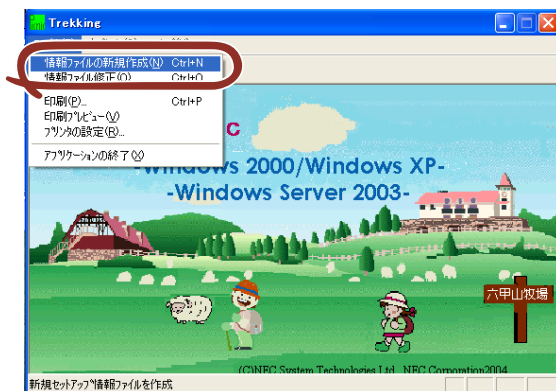 Trekking
情報ファイルの新規作成(N) Ctrl+N
情報ファイル修正(O) Ctrl+O
印刷(P)... Ctrl+P
印刷プレビュー(V)
プリンタの設定(R)...
アプリケーションの終了(X)
C
-Windows 2000/Windows XP-
-Windows Server 2003-
六甲山牧場
(C)NEC System Technologies Ltd. NEC Corporation2004
新規セットアップ情報ファイルを作成